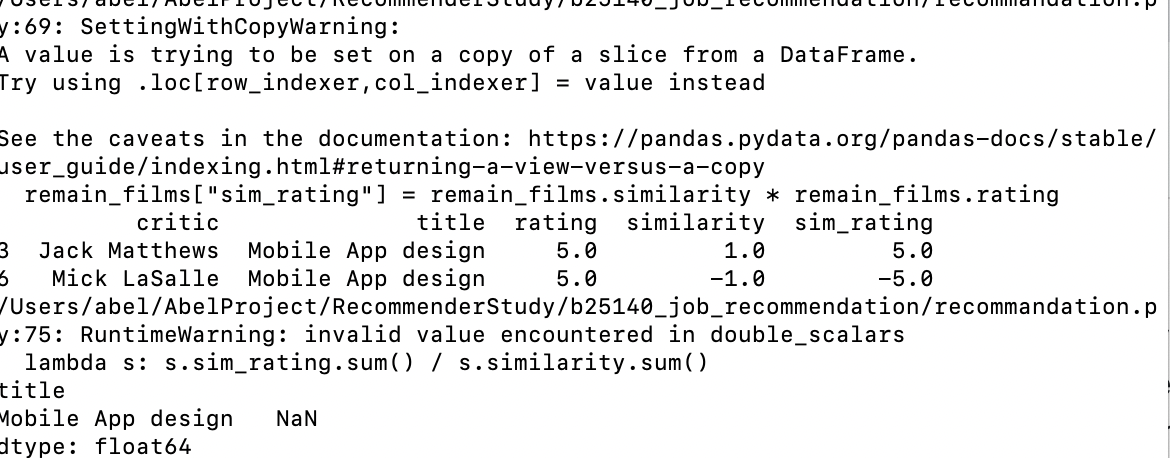 /Users/abel/AbelProject/RecommenderStudy/b25140_job_recommendation/recommandation.p
y:69: SettingWithCopyWarning:
A value is trying to be set on a copy of a slice from a DataFrame.
Try using .loc[row_indexer,col_indexer] = value instead
See the caveats in the documentation: https://pandas.pydata.org/pandas-docs/stable/
user_guide/indexing.html#returning-a-view-versus-a-copy
remain_films["sim_rating"] = remain_films.similarity * remain_films.rating
critic title rating similarity sim_rating
3 Jack Matthews Mobile App design 5.0 1.0 5.0
6 Mick LaSalle Mobile App design 5.0 -1.0 -5.0
/Users/abel/AbelProject/RecommenderStudy/b25140_job_recommendation/recommandation.p
y:75: RuntimeWarning: invalid value encountered in double_scalars
lambda s: s.sim_rating.sum() / s.similarity.sum()
title
Mobile App design NaN
dtype: float64